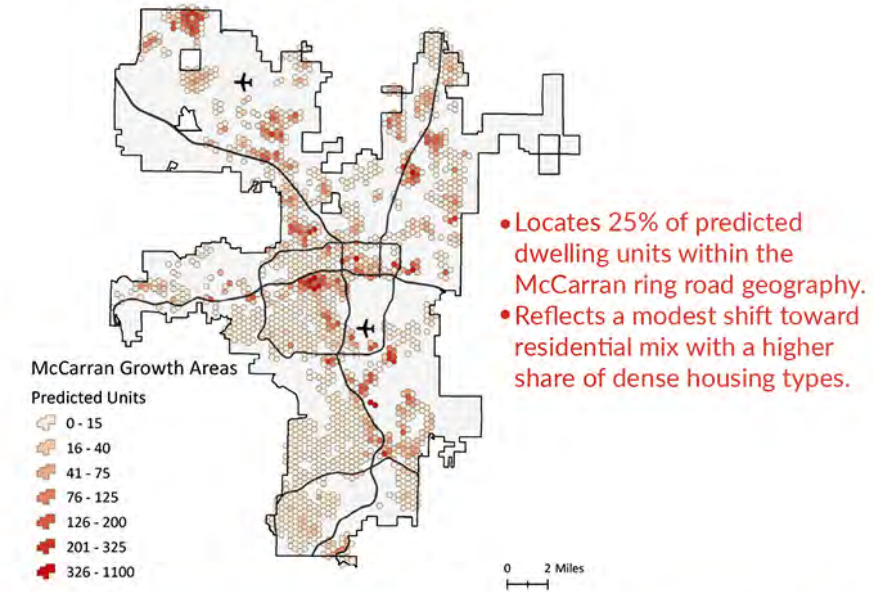 • Locates 25% of predicted
dwelling units within the
McCarran ring road geography.
• Reflects a modest shift toward
residential mix with a higher
share of dense housing types.
McCarran Growth Areas
Predicted Units
0 - 15
16 - 40
41 - 75
76 - 125
126 - 200
201 - 325
326 - 1100
0 2 Miles